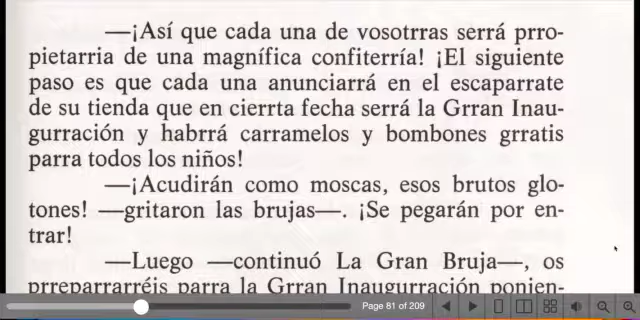 —¡Así que cada una de vosotrras serrá prro-
pietarria de una magnífica confiterría! ¡El siguiente
paso es que cada una anunciarrá en el escaparrate
de su tienda que en cierrta fecha serrá la Grran Inau-
gurración y habrrá carramelos y bombones grratis
parra todos los niños!
—¡Acudirán como moscas, esos brutos glo-
tones! —gritaron las brujas—. ¡Se pegarán por en-
trar!
—Luego —continuó La Gran Bruja—, os
prreparrarréis parra la Grran Inaugurración ponien-
Page 81 of 209